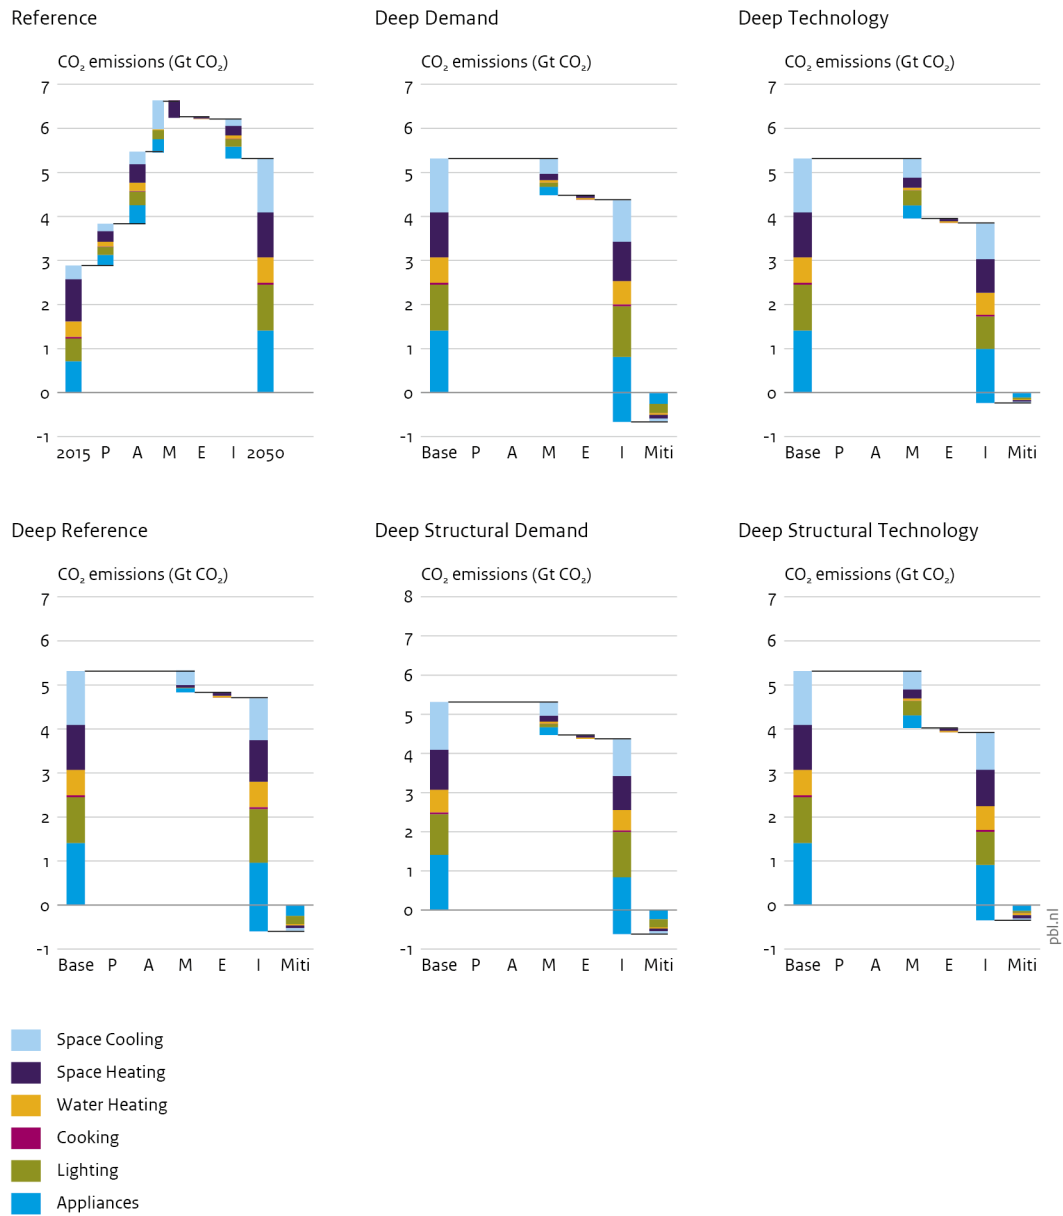 Reference
CO₂ emissions (Gt CO₂)
7
6
5
4
3
2
1
0
-1
2015 P A M E I 2050
Deep Demand
CO₂ emissions (Gt CO₂)
7
6
5
4
3
2
1
0
-1
Base P A M E I Miti
Deep Technology
CO₂ emissions (Gt CO₂)
7
6
5
4
3
2
1
0
-1
Base P A M E I Miti
Deep Reference
CO₂ emissions (Gt CO₂)
7
6
5
4
3
2
1
0
-1
Base P A M E I Miti
Deep Structural Demand
CO₂ emissions (Gt CO₂)
8
7
6
5
4
3
2
1
0
-1
Base P A M E I Miti
Deep Structural Technology
CO₂ emissions (Gt CO₂)
7
6
5
4
3
2
1
0
-1
Base P A M E I Miti
pbl.nl
Space Cooling
Space Heating
Water Heating
Cooking
Lighting
Appliances